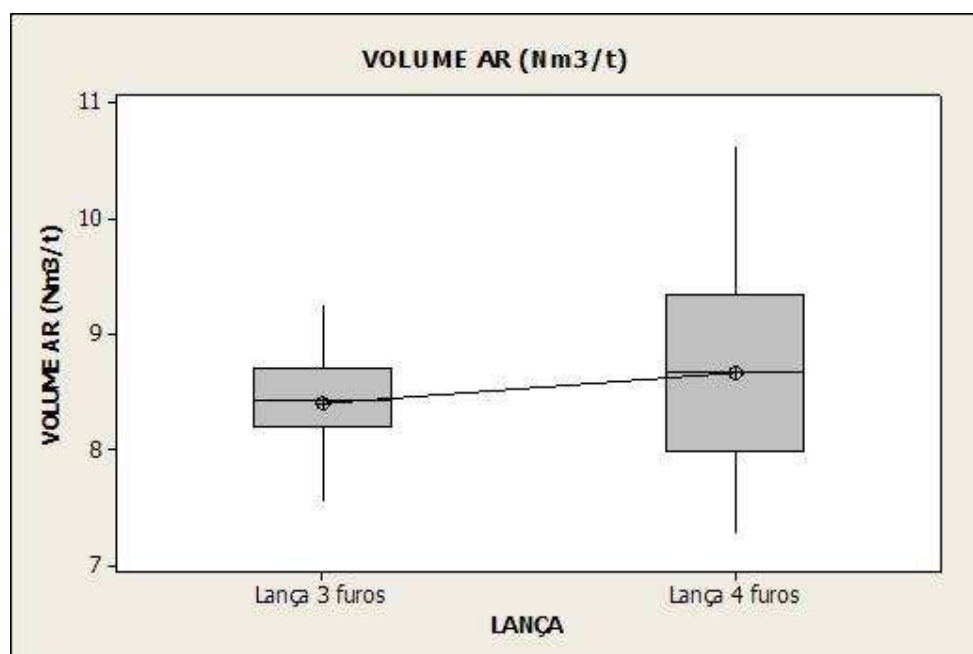 VOLUME AR (Nm3/t)
VOLUME AR (Nm3/t)
11
10
9
8
7
Lança 3 furos
Lança 4 furos
LANÇA